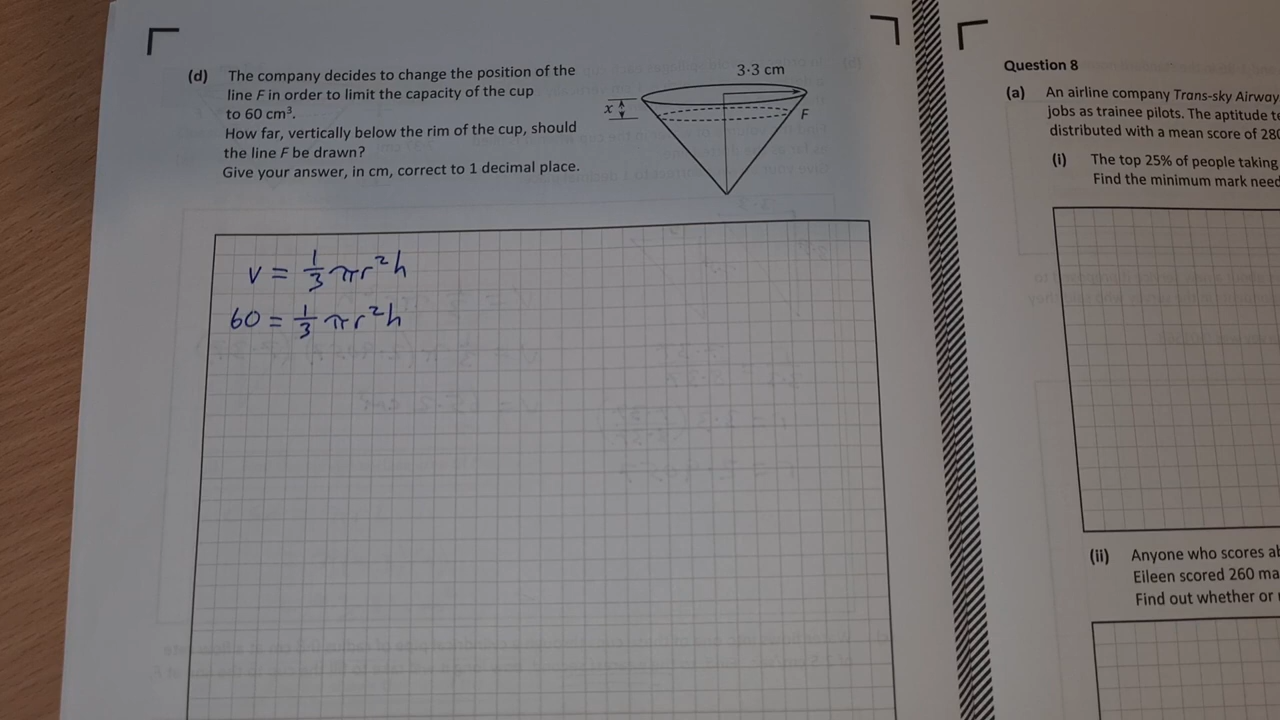 (d) The company decides to change the position of the
line F in order to limit the capacity of the cup
to 60 cm³.
How far, vertically below the rim of the cup, should
the line F be drawn?
Give your answer, in cm, correct to 1 decimal place.
3·3 cm
x
F
V = 1/3 πr²h
60 = 1/3 πr²h
Question 8
(a) An airline company Trans-sky Airway
jobs as trainee pilots. The aptitude te
distributed with a mean score of 280
(i) The top 25% of people taking
Find the minimum mark need
(ii) Anyone who scores ab
Eileen scored 260 ma
Find out whether or